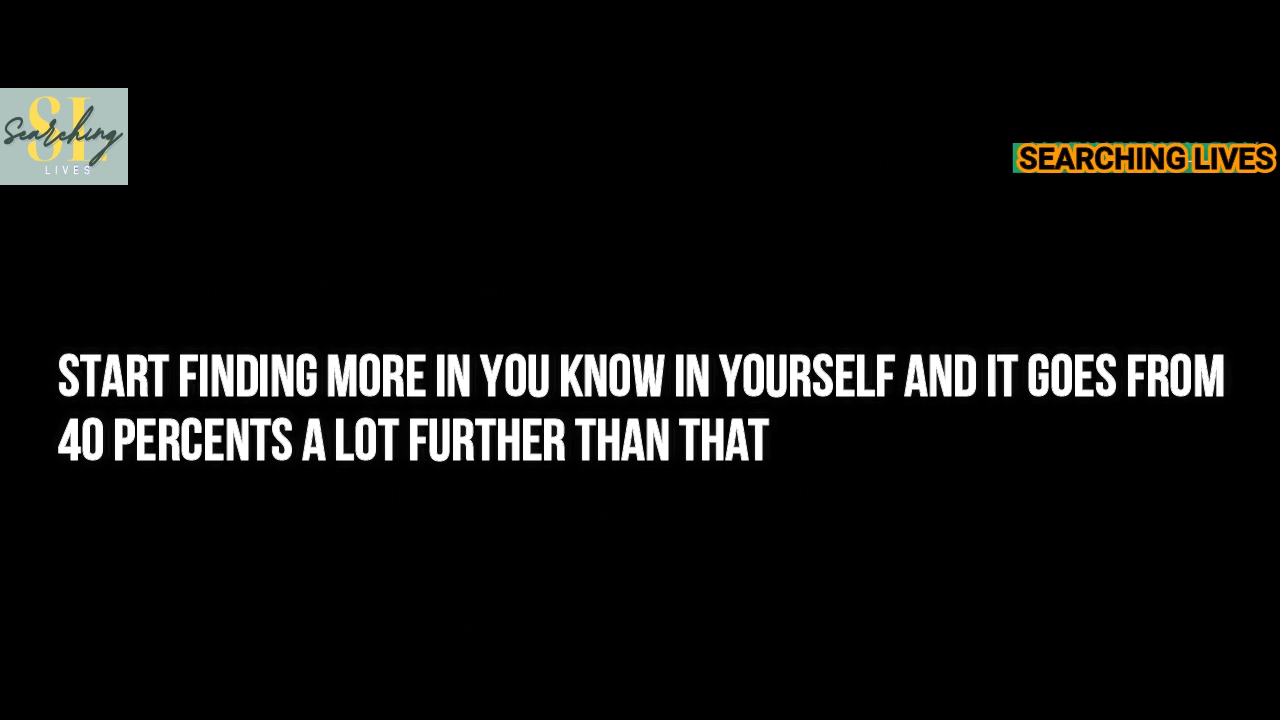 SL
Searching
LIVES
SEARCHING LIVES
START FINDING MORE IN YOU KNOW IN YOURSELF AND IT GOES FROM
40 PERCENTS A LOT FURTHER THAN THAT